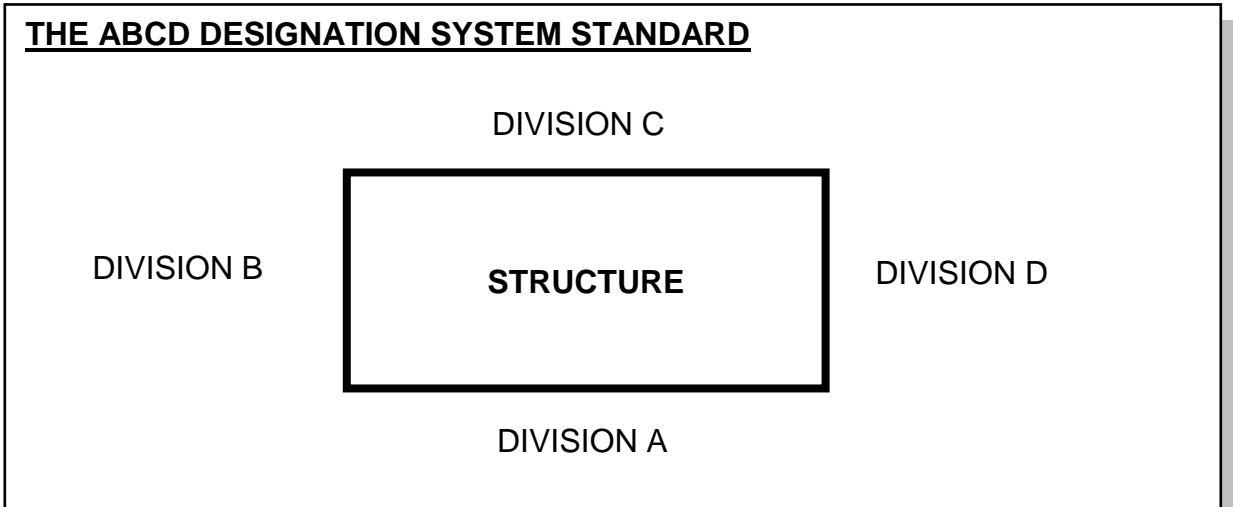 THE ABCD DESIGNATION SYSTEM STANDARD
DIVISION C
DIVISION B
STRUCTURE
DIVISION D
DIVISION A